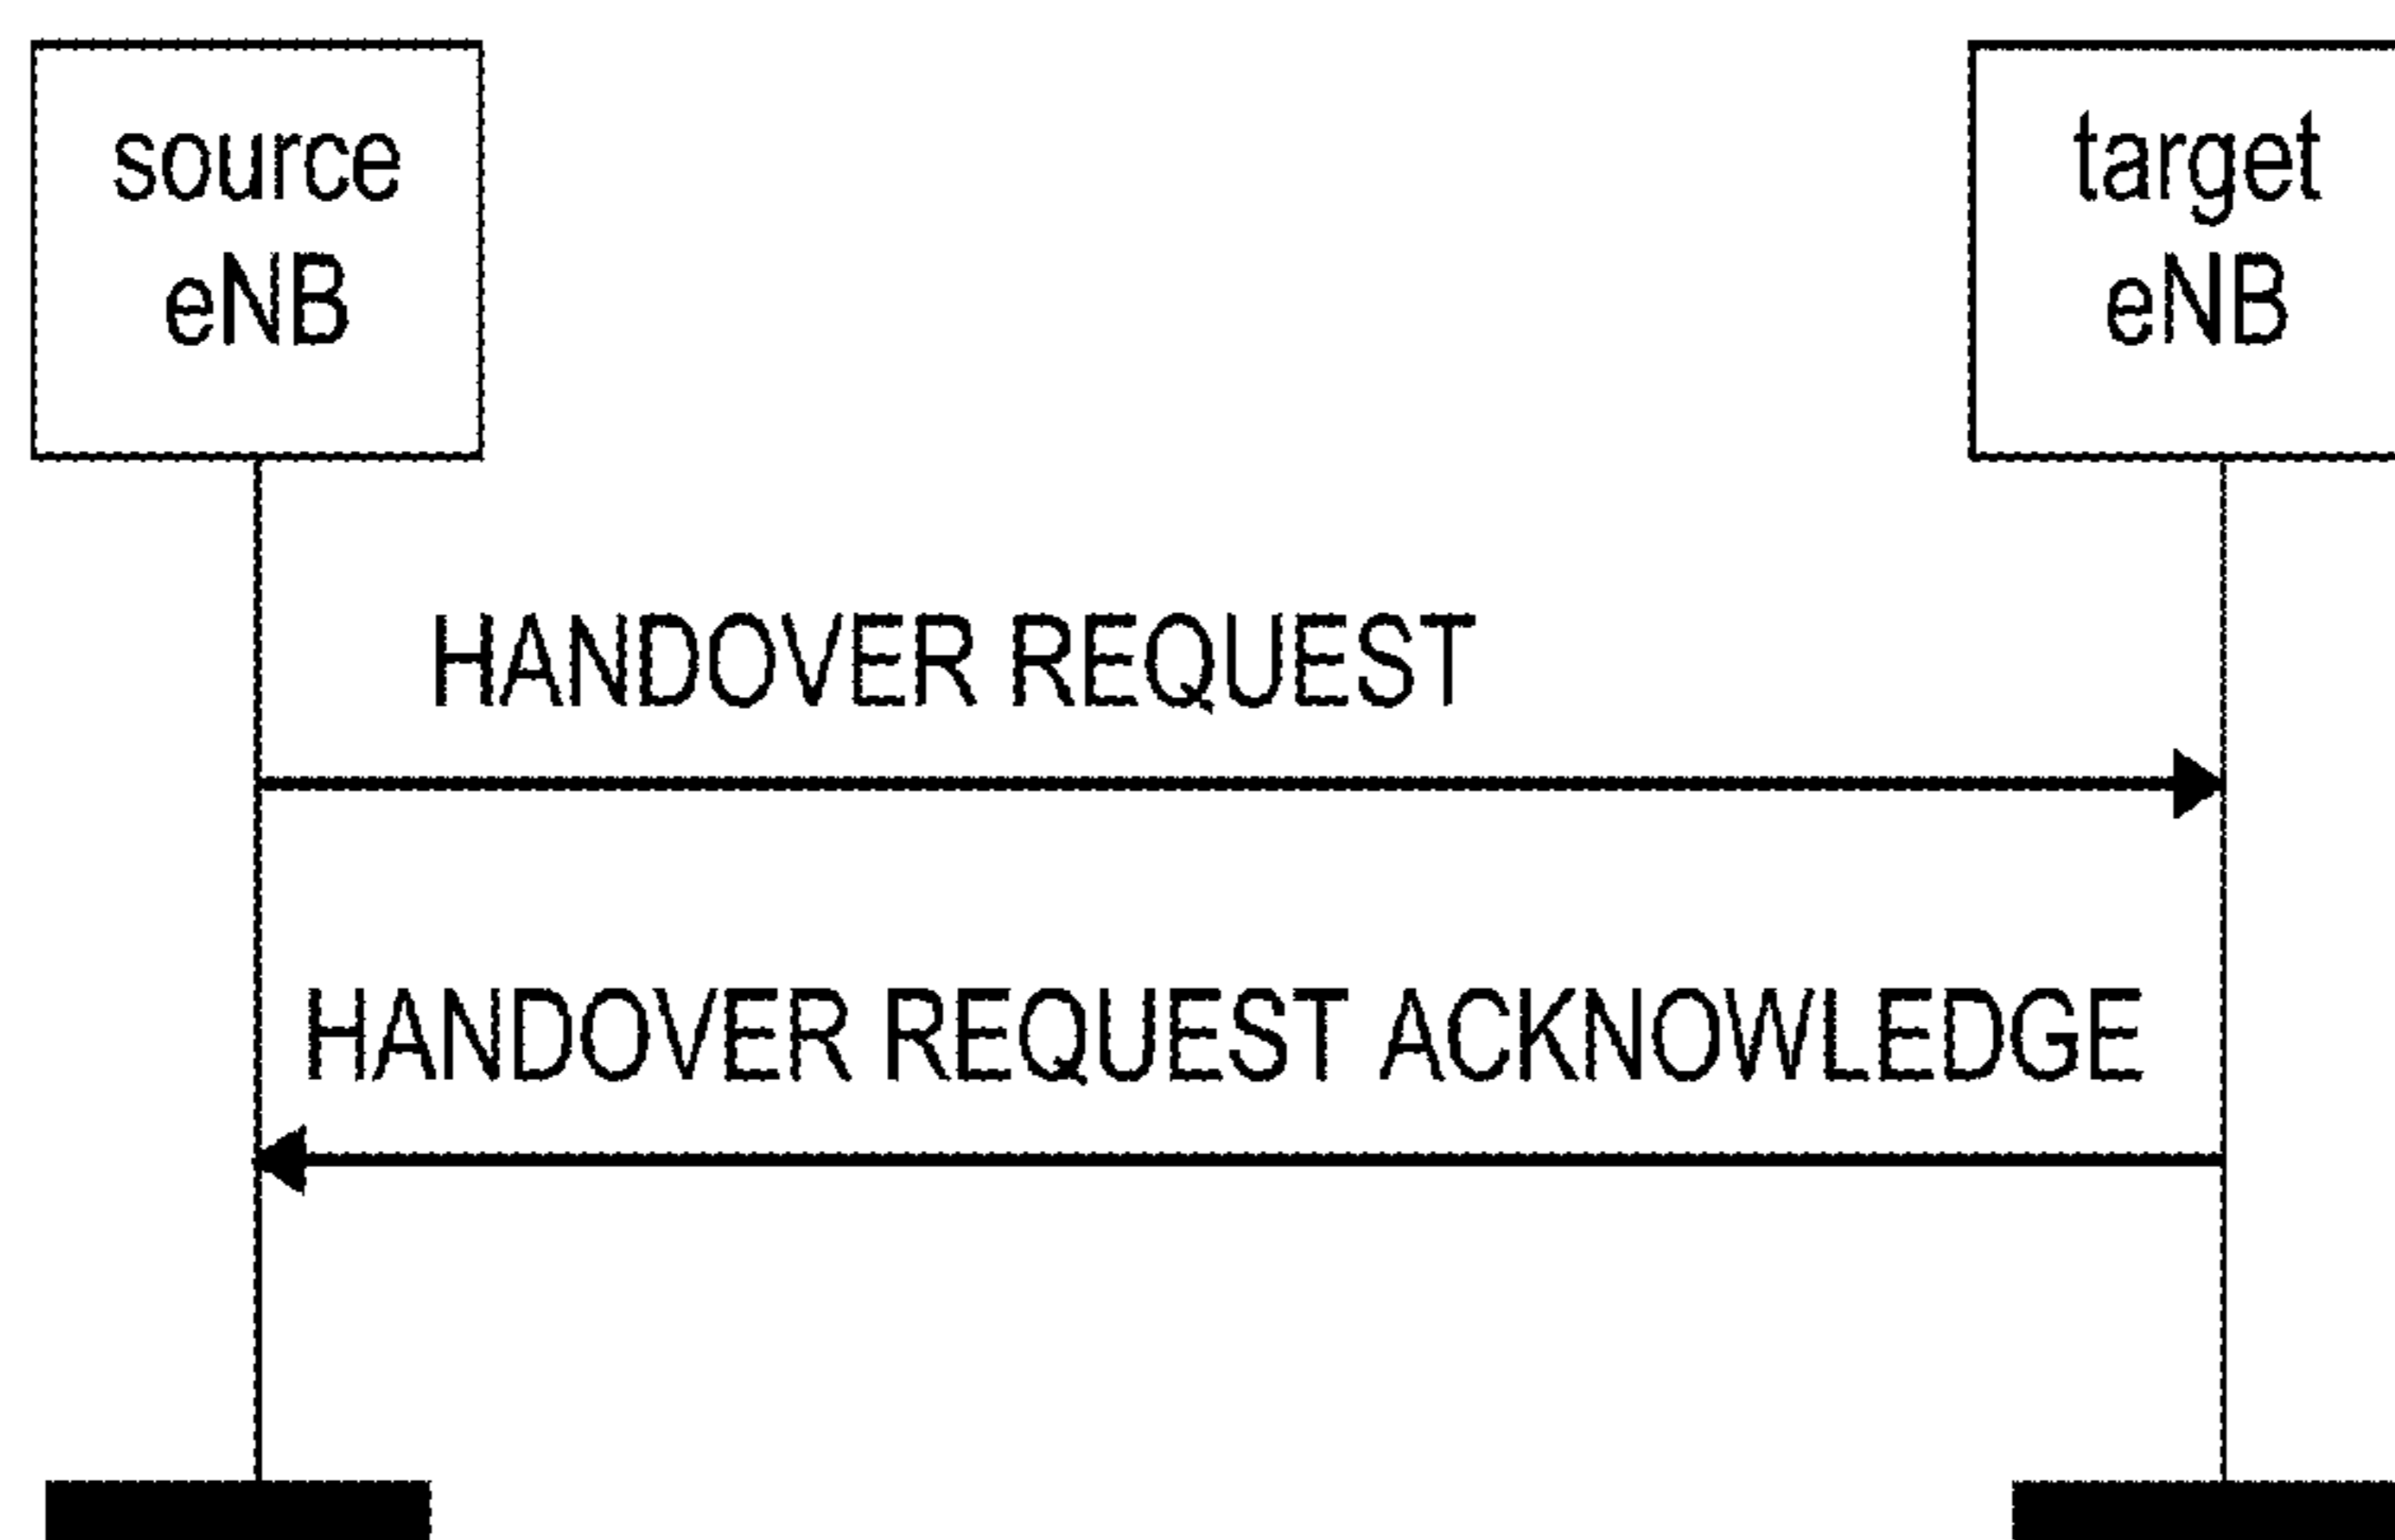 source
eNB
target
eNB
HANDOVER REQUEST
HANDOVER REQUEST ACKNOWLEDGE